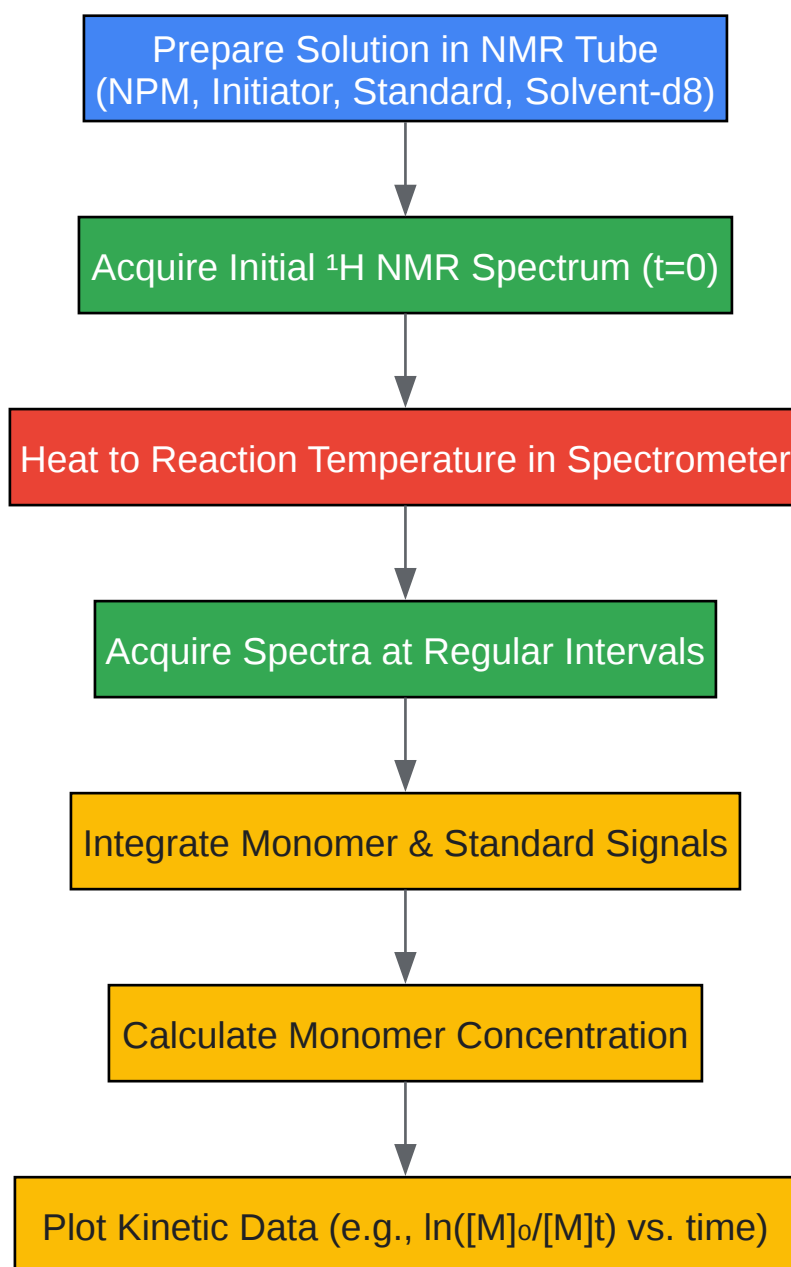 Prepare Solution in NMR Tube
(NPM, Initiator, Standard, Solvent-d8)
Acquire Initial ¹H NMR Spectrum (t=0)
Heat to Reaction Temperature in Spectrometer
Acquire Spectra at Regular Intervals
Integrate Monomer & Standard Signals
Calculate Monomer Concentration
Plot Kinetic Data (e.g., ln([M]₀/[M]t) vs. time)